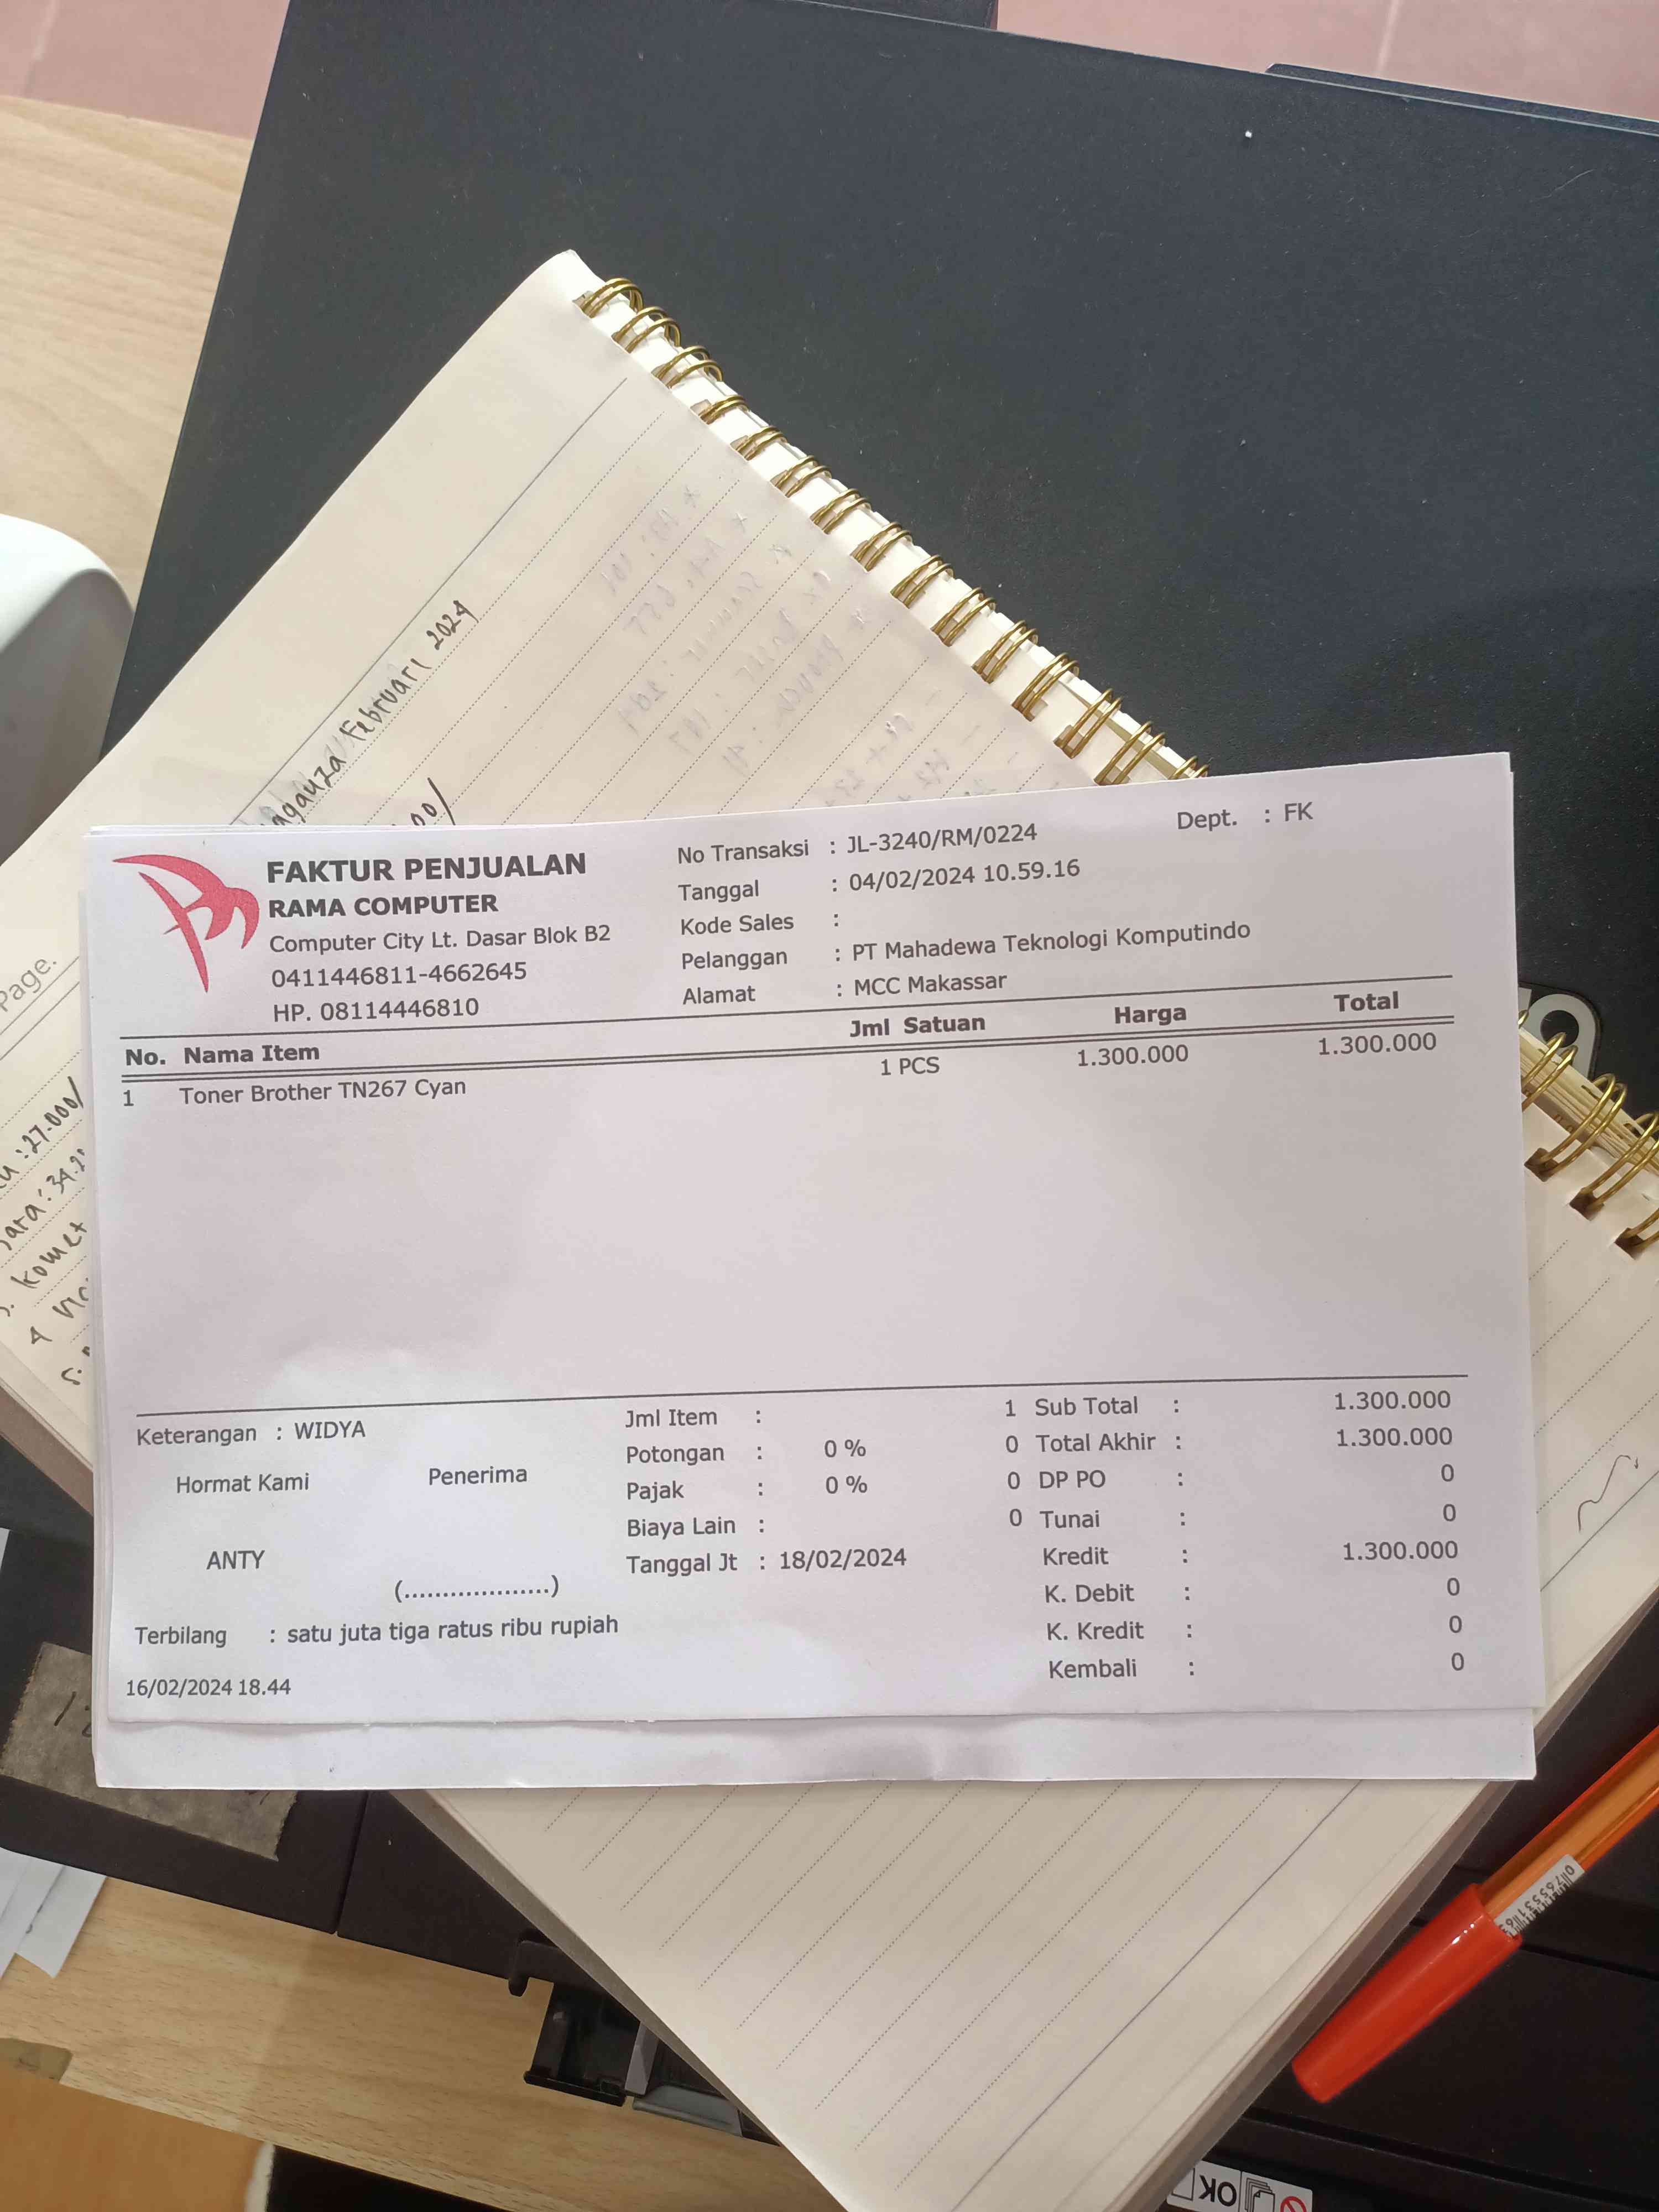 Februari 2024
Page.
FAKTUR PENJUALAN
RAMA COMPUTER
Computer City Lt. Dasar Blok B2
0411446811-4662645
HP. 08114446810
No Transaksi : JL-3240/RM/0224
Tanggal : 04/02/2024 10.59.16
Kode Sales :
Pelanggan : PT Mahadewa Teknologi Komputindo
Alamat : MCC Makassar
Dept. : FK
No. Nama Item Jml Satuan Harga Total
1 Toner Brother TN267 Cyan 1 PCS 1.300.000 1.300.000
Keterangan : WIDYA
Hormat Kami Penerima
ANTY
(...................)
Terbilang : satu juta tiga ratus ribu rupiah
16/02/2024 18.44
Jml Item : 1
Potongan : 0 % 0
Pajak : 0 % 0
Biaya Lain : 0
Tanggal Jt : 18/02/2024
Sub Total : 1.300.000
Total Akhir : 1.300.000
DP PO : 0
Tunai : 0
Kredit : 1.300.000
K. Debit : 0
K. Kredit : 0
Kembali : 0
:27.000/
komet
OK